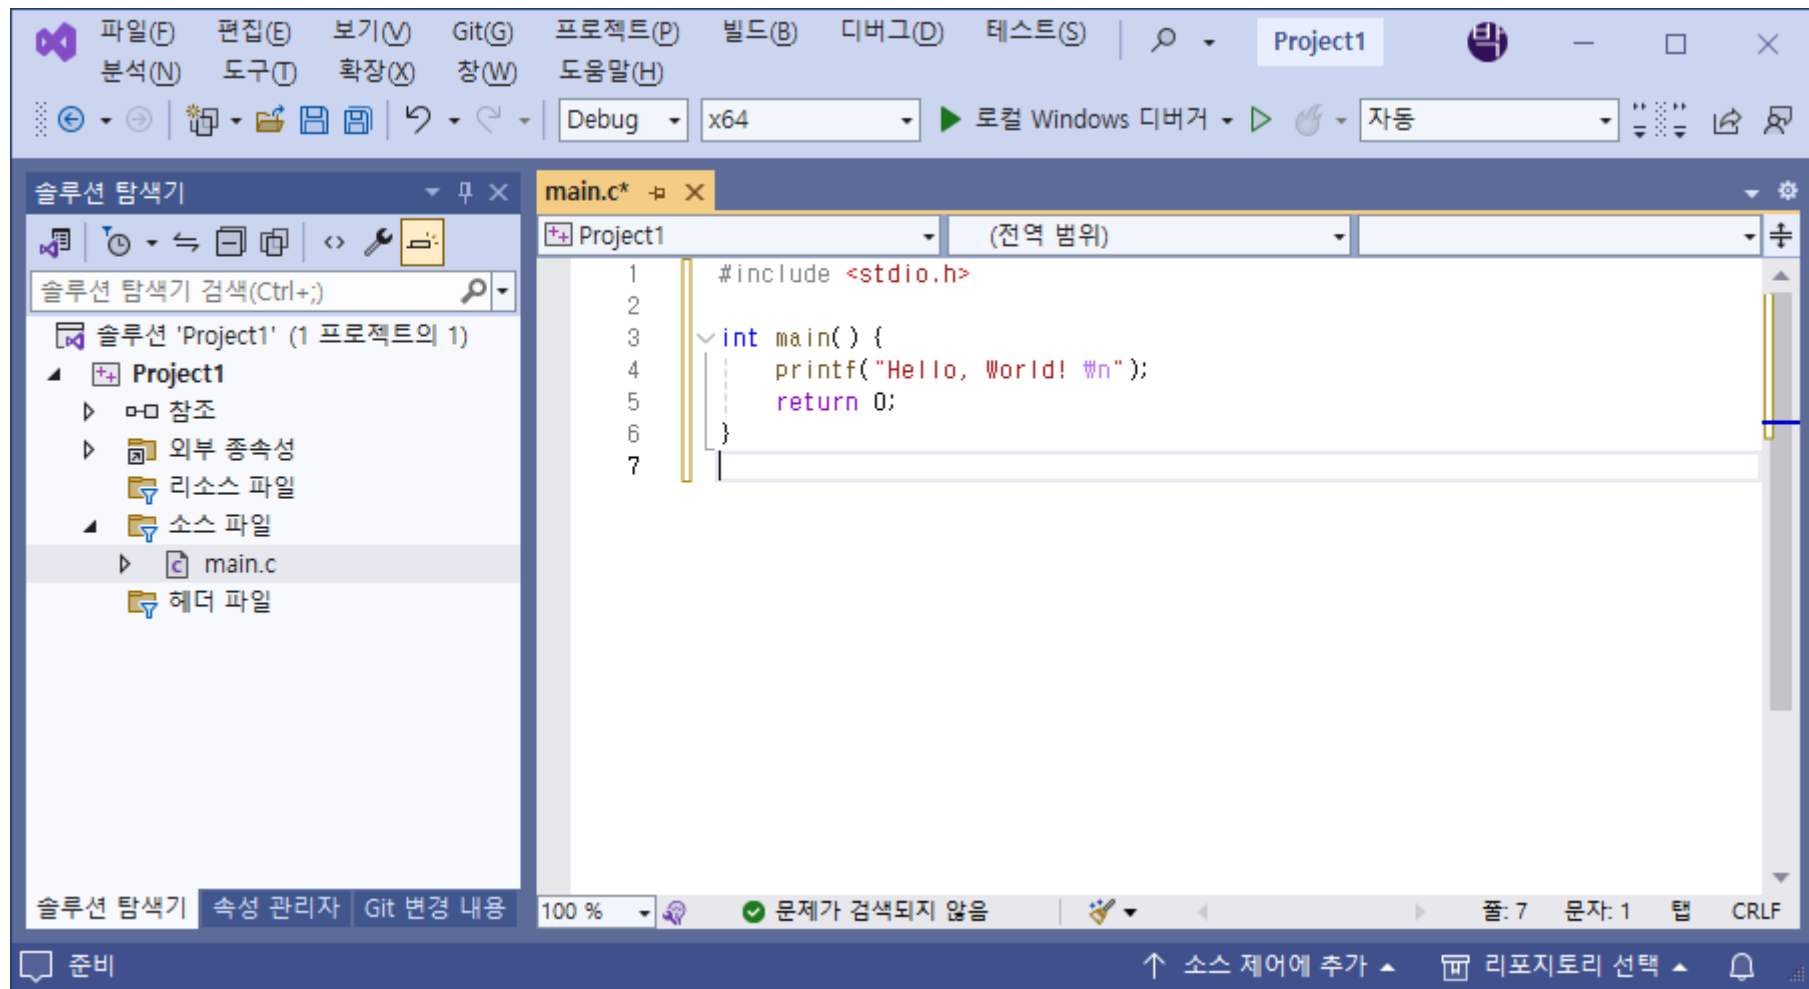 파일(F) 편집(E) 보기(V) Git(G) 프로젝트(P) 빌드(B) 디버그(D) 테스트(S) Project1 박
분석(N) 도구(T) 확장(X) 창(W) 도움말(H)
Debug x64 로컬 Windows 디버거 자동
솔루션 탐색기
솔루션 탐색기 검색(Ctrl+;)
솔루션 'Project1' (1 프로젝트의 1)
Project1
참조
외부 종속성
리소스 파일
소스 파일
main.c
헤더 파일
솔루션 탐색기 속성 관리자 Git 변경 내용
main.c*
Project1 (전역 범위)
1 #include <stdio.h>
2
3 int main() {
4 printf("Hello, World! ₩n");
5 return 0;
6 }
7
100 % 문제가 검색되지 않음 줄: 7 문자: 1 탭 CRLF
준비 소스 제어에 추가 리포지토리 선택